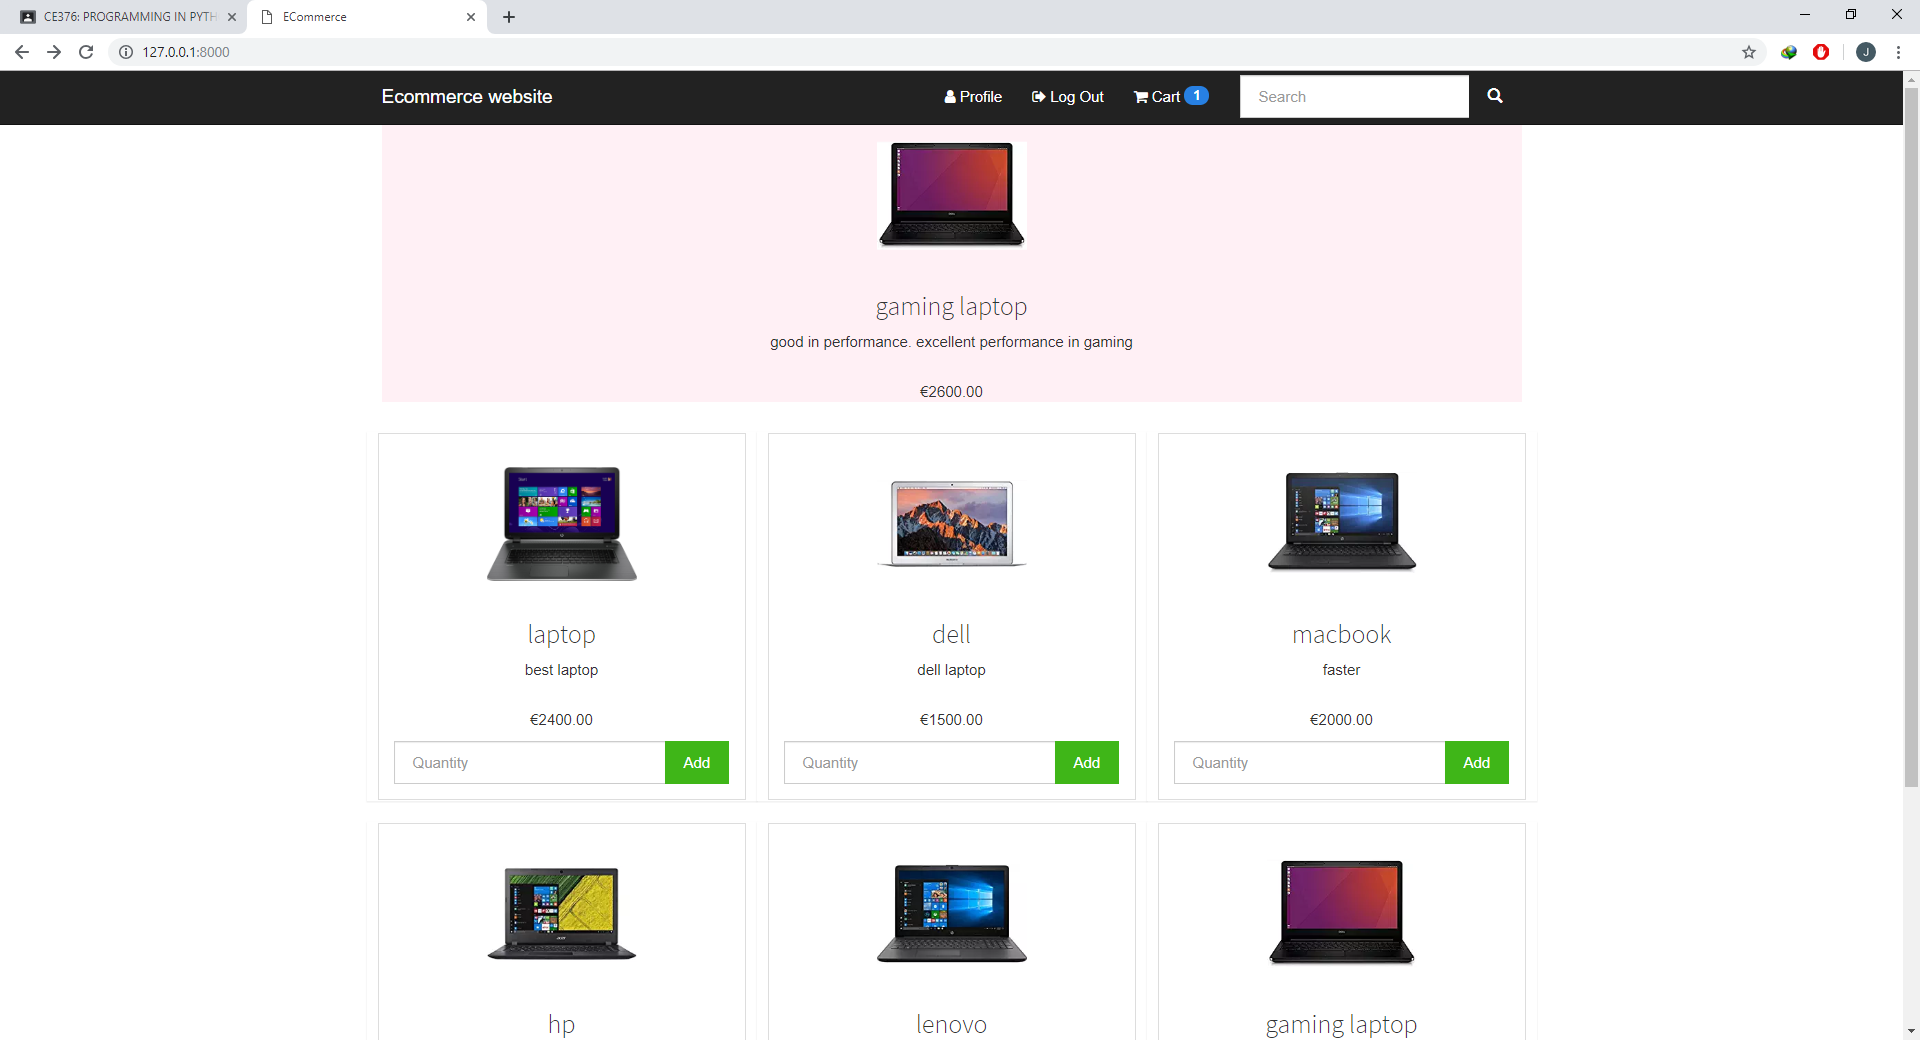 CE376: PROGRAMMING IN PYTH
ECommerce
127.0.0.1:8000
J
Ecommerce website
Profile
Log Out
Cart 1
Search
gaming laptop
good in performance. excellent performance in gaming
€2600.00
laptop
best laptop
€2400.00
Quantity
Add
dell
dell laptop
€1500.00
Quantity
Add
macbook
faster
€2000.00
Quantity
Add
hp
lenovo
gaming laptop